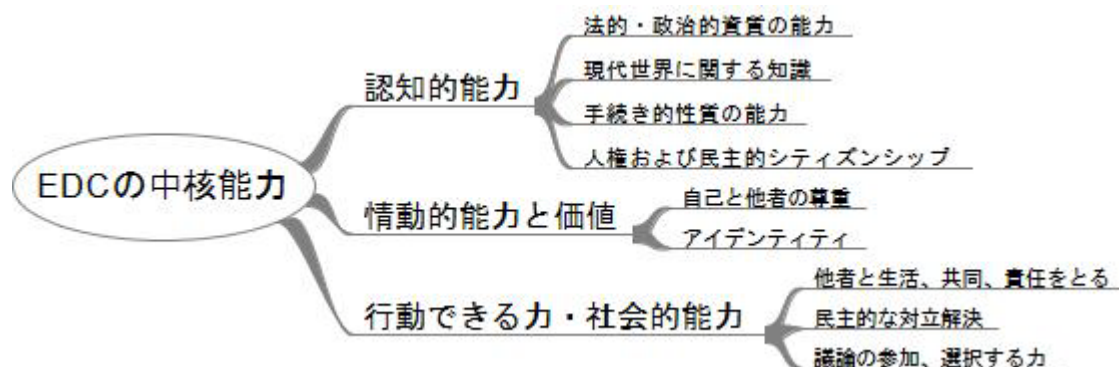 EDCの中核能力
認知的能力
法的・政治的資質の能力
現代世界に関する知識
手続き的性質の能力
人権および民主的シティズンシップ
情動的能力と価値
自己と他者の尊重
アイデンティティ
行動できる力・社会的能力
他者と生活、共同、責任をとる
民主的な対立解決
議論の参加、選択する力